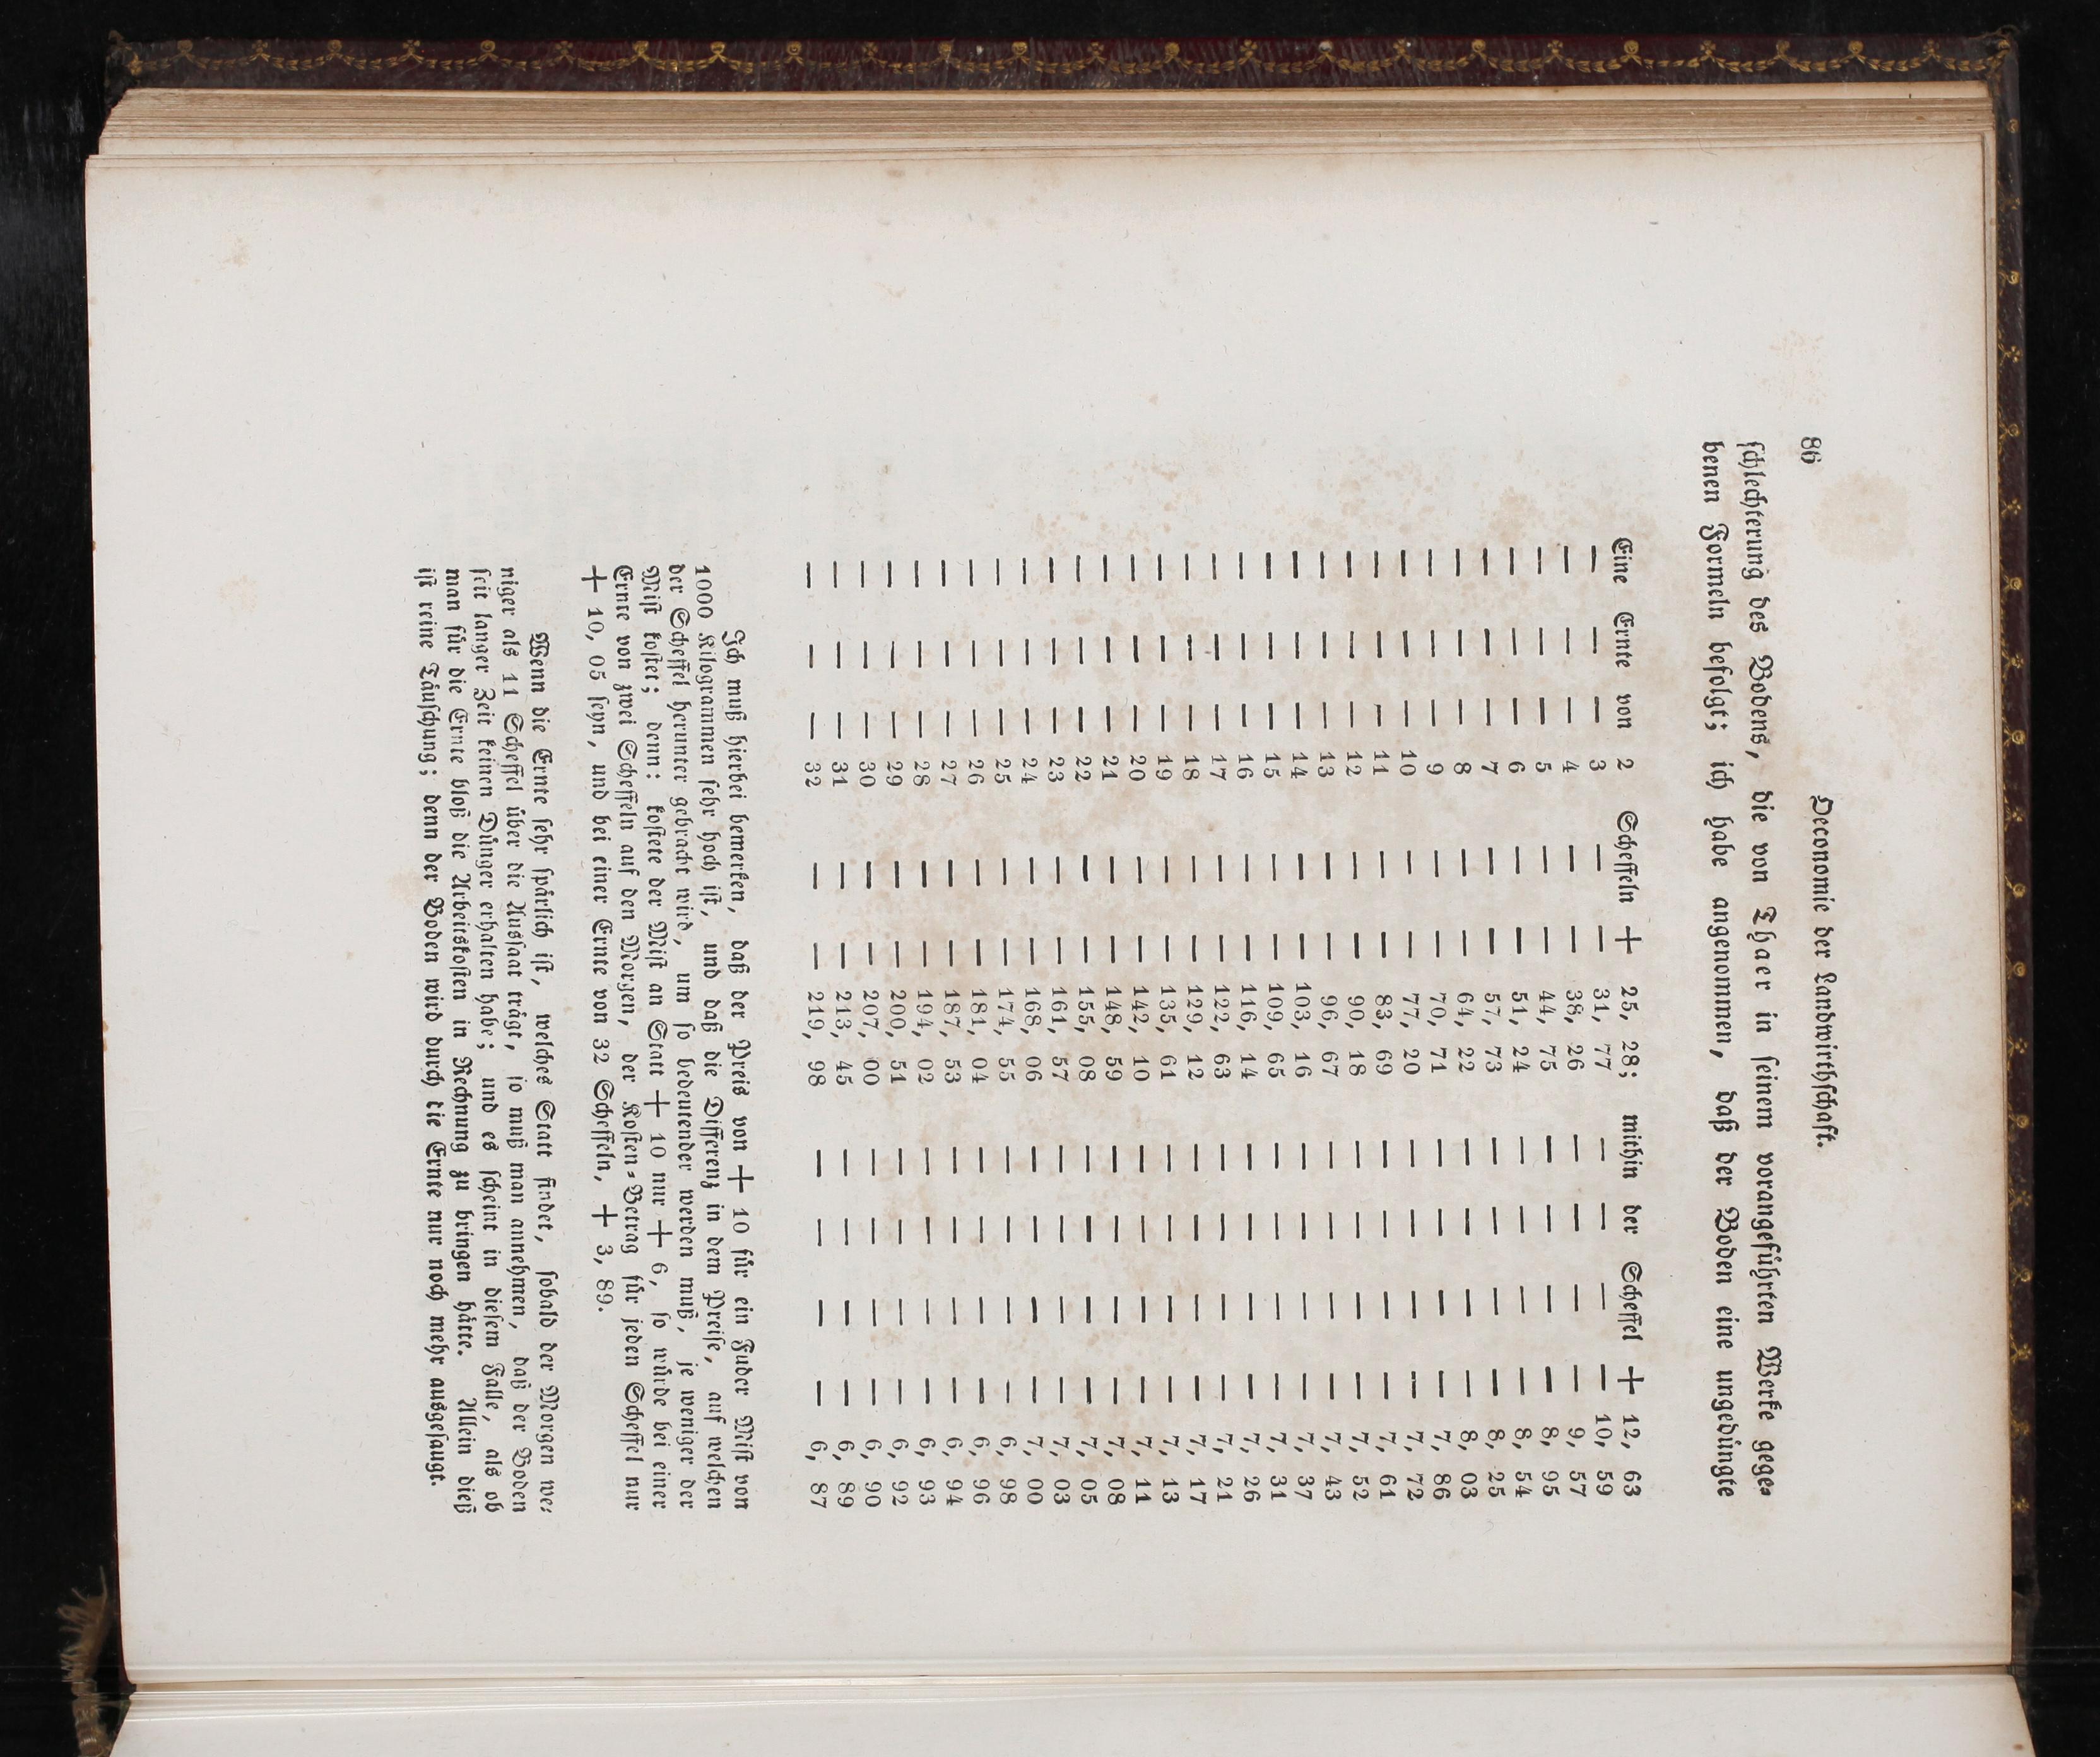 86 Oeconomie der Landwirthschaft.
schlechterung des Bodens, die von Thaer in seinem vorangeführten Werke gege-
benen Formeln befolgt; ich habe angenommen, daß der Boden eine ungedüngte
Eine Ernte von 2 Scheffeln + 25, 28; mithin der Scheffel + 12, 63
— — — 3 — — 31, 77 — — — — 10, 59
— — — 4 — — 38, 26 — — — — 9, 57
— — — 5 — — 44, 75 — — — — 8, 95
— — — 6 — — 51, 24 — — — — 8, 54
— — — 7 — — 57, 73 — — — — 8, 25
— — — 8 — — 64, 22 — — — — 8, 03
— — — 9 — — 70, 71 — — — — 7, 86
— — — 10 — — 77, 20 — — — — 7, 72
— — — 11 — — 83, 69 — — — — 7, 61
— — — 12 — — 90, 18 — — — — 7, 52
— — — 13 — — 96, 67 — — — — 7, 43
— — — 14 — — 103, 16 — — — — 7, 37
— — — 15 — — 109, 65 — — — — 7, 31
— — — 16 — — 116, 14 — — — — 7, 26
— — — 17 — — 122, 63 — — — — 7, 21
— — — 18 — — 129, 12 — — — — 7, 17
— — — 19 — — 135, 61 — — — — 7, 13
— — — 20 — — 142, 10 — — — — 7, 11
— — — 21 — — 148, 59 — — — — 7, 08
— — — 22 — — 155, 08 — — — — 7, 05
— — — 23 — — 161, 57 — — — — 7, 03
— — — 24 — — 168, 06 — — — — 7, 00
— — — 25 — — 174, 55 — — — — 6, 98
— — — 26 — — 181, 04 — — — — 6, 96
— — — 27 — — 187, 53 — — — — 6, 94
— — — 28 — — 194, 02 — — — — 6, 93
— — — 29 — — 200, 51 — — — — 6, 92
— — — 30 — — 207, 00 — — — — 6, 90
— — — 31 — — 213, 45 — — — — 6, 89
— — — 32 — — 219, 98 — — — — 6, 87
Ich muß hierbei bemerken, daß der Preis von + 10 für ein Fuder Mist von
1000 Kilogrammen sehr hoch ist, und daß die Differenz in dem Preise, auf welchen
der Scheffel herunter gebracht wird, um so bedeutender werden muß, je weniger der
Mist kostet; denn: kostete der Mist an Statt + 10 nur + 6, so würde bei einer
Ernte von zwei Scheffeln auf den Morgen, der Kosten-Betrag für jeden Scheffel nur
+ 10, 05 seyn, und bei einer Ernte von 32 Scheffeln, + 3, 89.
Wenn die Ernte sehr spärlich ist, welches Statt findet, sobald der Morgen we-
niger als 11 Scheffel über die Aussaat trägt, so muß man annehmen, daß der Boden
seit langer Zeit keinen Dünger erhalten habe; und es scheint in diesem Falle, als ob
man für die Ernte bloß die Arbeitskosten in Rechnung zu bringen hätte. Allein dieß
ist reine Täuschung; denn der Boden wird durch die Ernte nur noch mehr ausgesaugt.